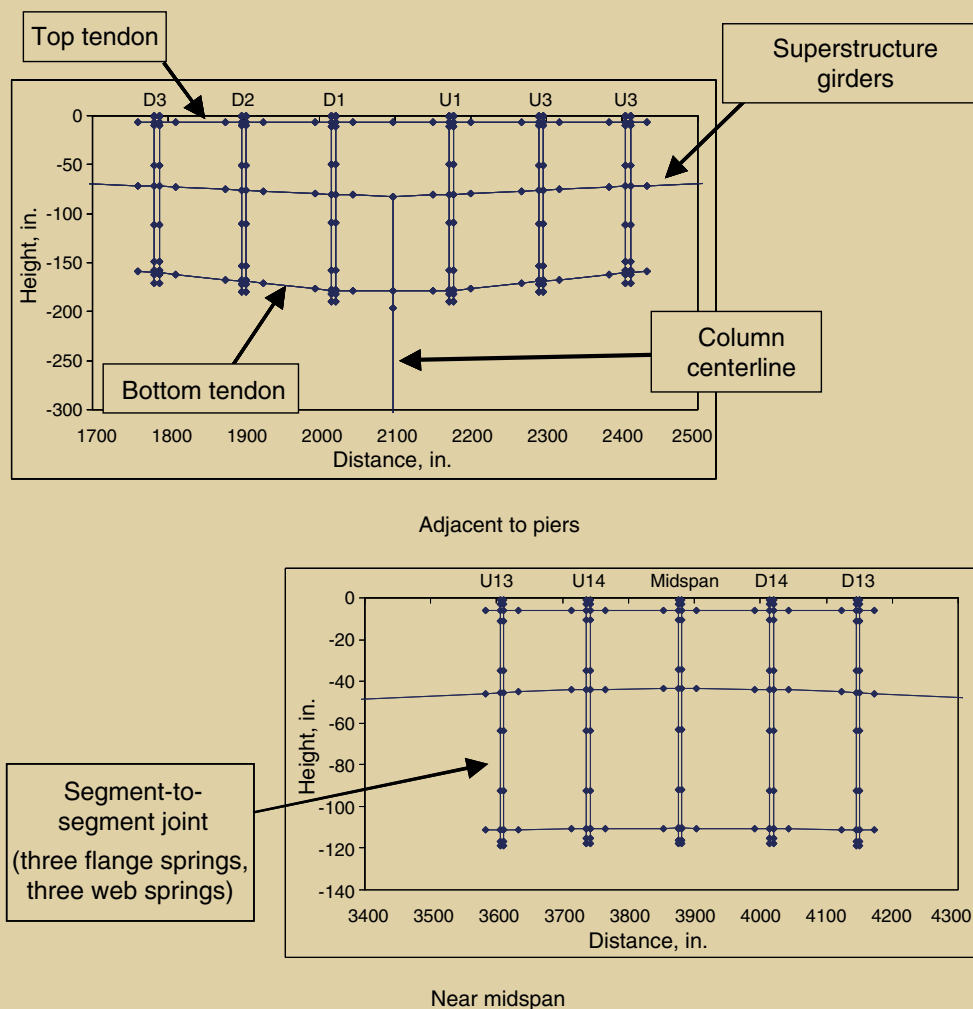 Top tendon
Superstructure
girders
D3 D2 D1 U1 U3 U3
0
-50
-100
-150
-200
-250
-300
Height, in.
Column
centerline
Bottom tendon
1700 1800 1900 2000 2100 2200 2300 2400 2500
Distance, in.
Adjacent to piers
U13 U14 Midspan D14 D13
0
-20
-40
-60
-80
-100
-120
-140
Height, in.
Segment-to-
segment joint
(three flange springs,
three web springs)
3400 3500 3600 3700 3800 3900 4000 4100 4200 4300
Distance, in.
Near midspan